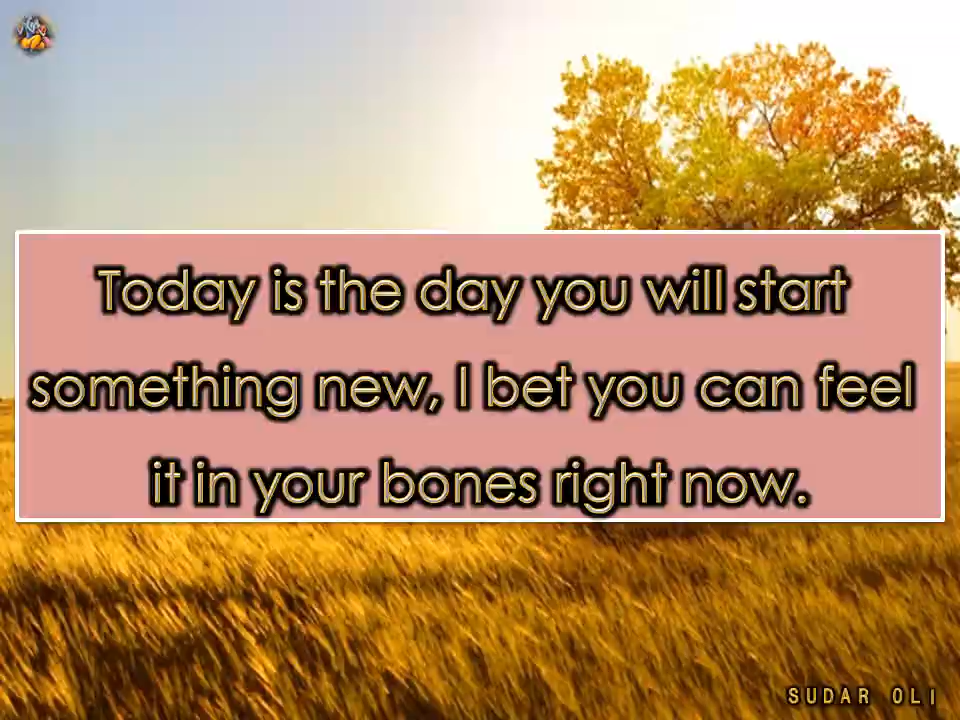 Today is the day you will start
something new, I bet you can feel
it in your bones right now.
SUDAR OLI